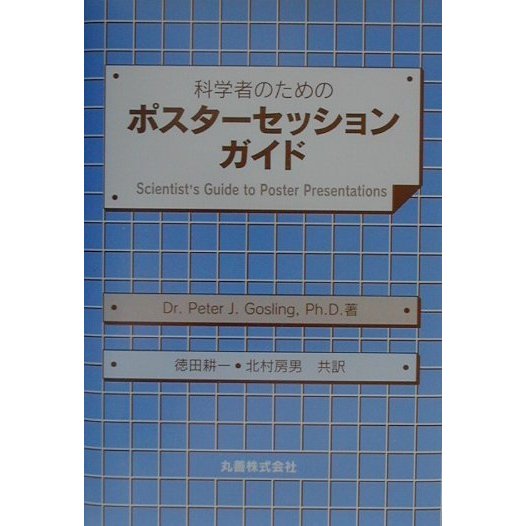 科学者のための
ポスターセッション
ガイド
Scientist's Guide to Poster Presentations
Dr. Peter J. Gosling, Ph.D.著
徳田耕一・北村房男 共訳
丸善株式会社